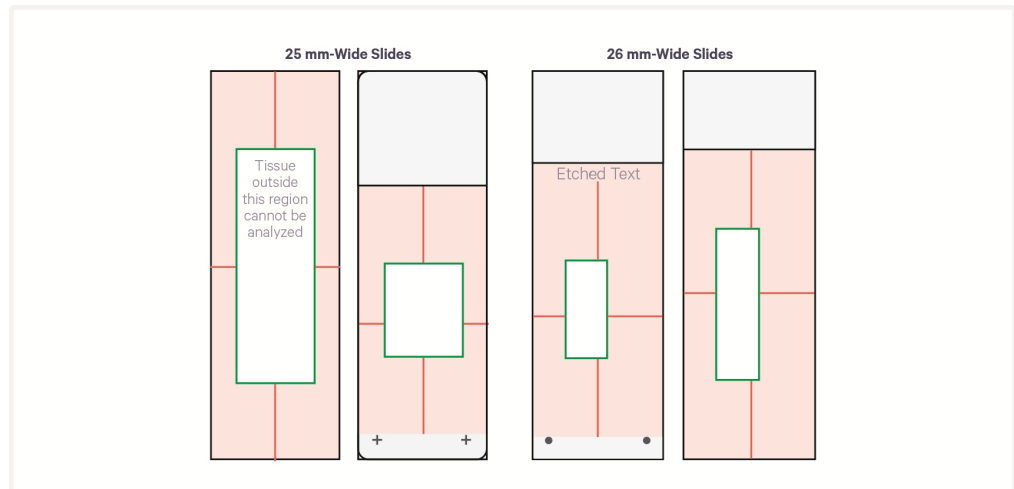 25 mm-Wide Slides
26 mm-Wide Slides
Tissue
outside
this region
cannot be
analyzed
Etched Text